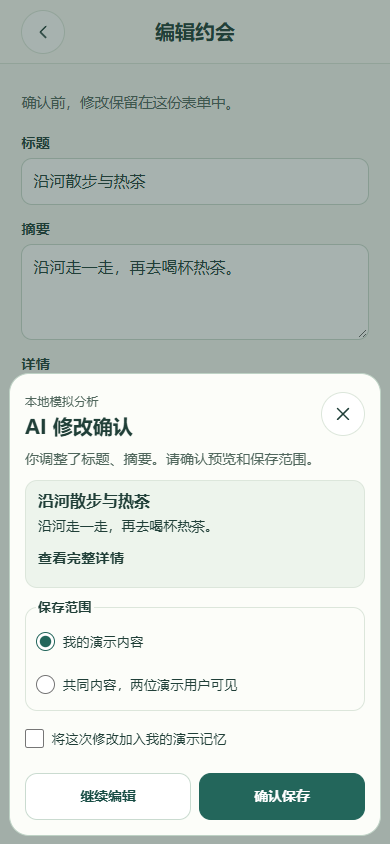 编辑约会
确认前，修改保留在这份表单中。
标题
沿河散步与热茶
摘要
沿河走一走，再去喝杯热茶。
详情
本地模拟分析
AI 修改确认
你调整了标题、摘要。请确认预览和保存范围。
沿河散步与热茶
沿河走一走，再去喝杯热茶。
查看完整详情
保存范围
我的演示内容
共同内容，两位演示用户可见
将这次修改加入我的演示记忆
继续编辑
确认保存